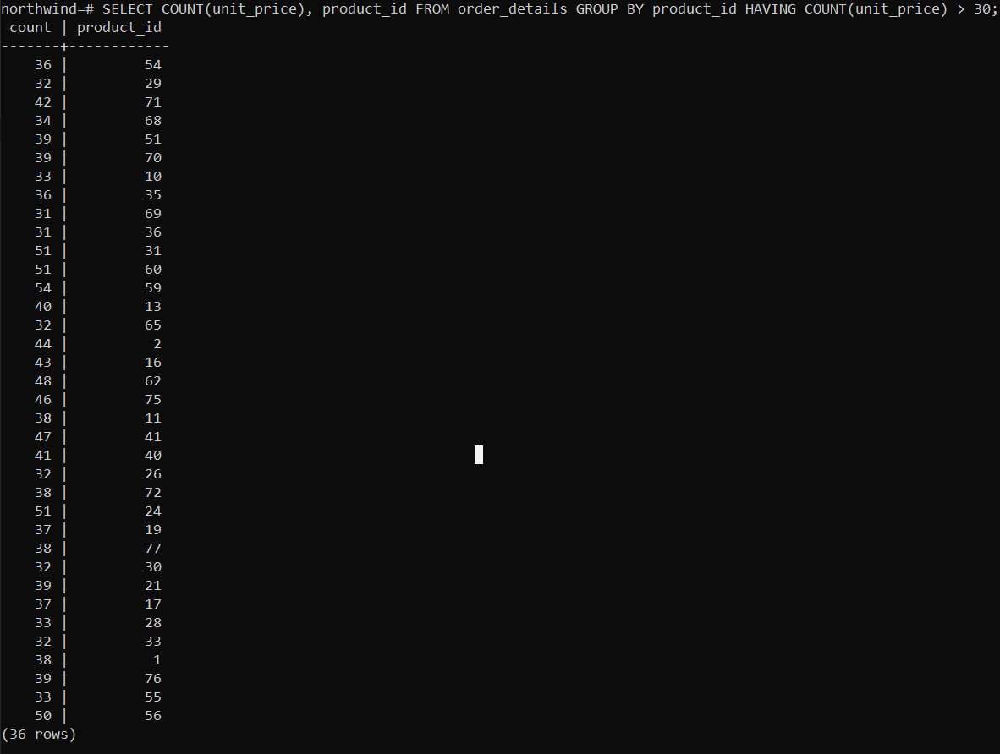 northwind=# SELECT COUNT(unit_price), product_id FROM order_details GROUP BY product_id HAVING COUNT(unit_price) > 30;
 count | product_id
-------+------------
    36 |         54
    32 |         29
    42 |         71
    34 |         68
    39 |         51
    39 |         70
    33 |         10
    36 |         35
    31 |         69
    31 |         36
    51 |         31
    51 |         60
    54 |         59
    40 |         13
    32 |         65
    44 |          2
    43 |         16
    48 |         62
    46 |         75
    38 |         11
    47 |         41
    41 |         40
    32 |         26
    38 |         72
    51 |         24
    37 |         19
    38 |         77
    32 |         30
    39 |         21
    37 |         17
    33 |         28
    32 |         33
    38 |          1
    39 |         76
    33 |         55
    50 |         56
(36 rows)